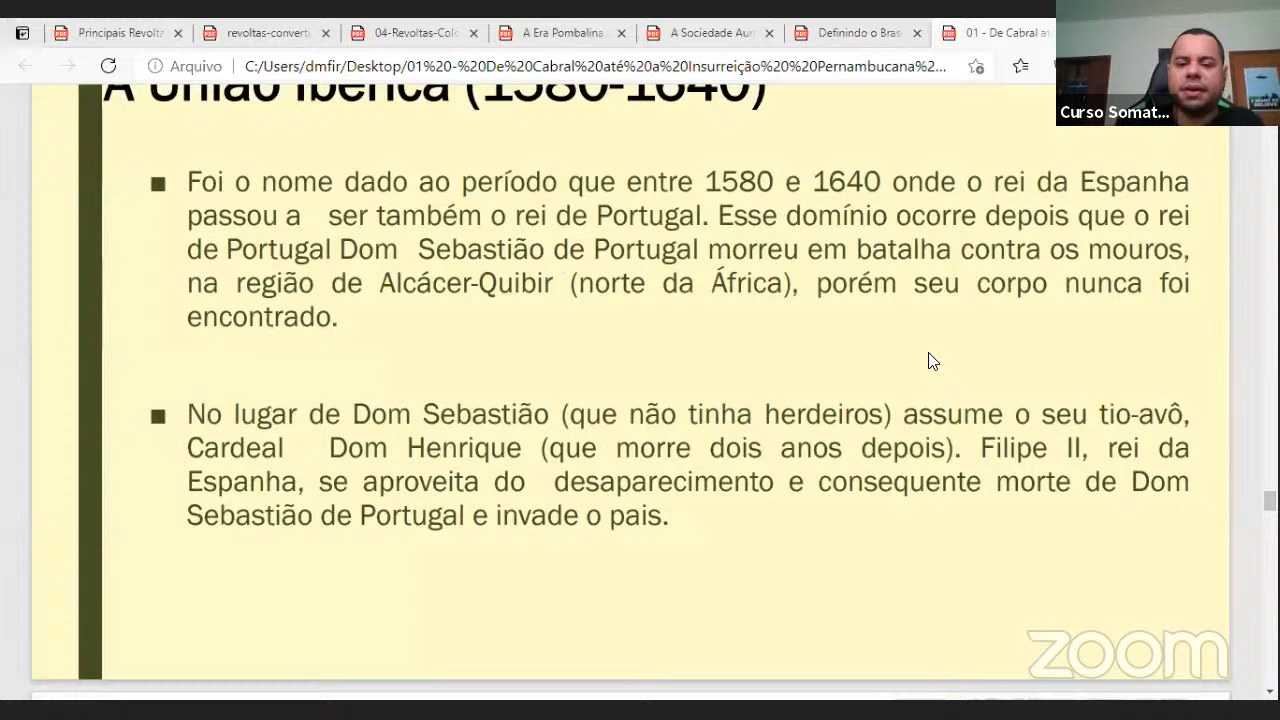 Principais Revolta
revoltas-converti
04-Revoltas-Colo
A Era Pombalina
A Sociedade Auş
Definindo o Bras
01 - De Cabral at
Arquivo
C:/Users/dmfir/Desktop/01%20-%20De%20Cabral%20até%20a%20Insurreição%20%20Pernambucana%2...
Curso Somat...
A União Ibérica (1580-1640)
■ Foi o nome dado ao período que entre 1580 e 1640 onde o rei da Espanha
passou a ser também o rei de Portugal. Esse domínio ocorre depois que o rei
de Portugal Dom Sebastião de Portugal morreu em batalha contra os mouros,
na região de Alcácer-Quibir (norte da África), porém seu corpo nunca foi
encontrado.
■ No lugar de Dom Sebastião (que não tinha herdeiros) assume o seu tio-avô,
Cardeal Dom Henrique (que morre dois anos depois). Filipe II, rei da
Espanha, se aproveita do desaparecimento e consequente morte de Dom
Sebastião de Portugal e invade o pais.
zoom